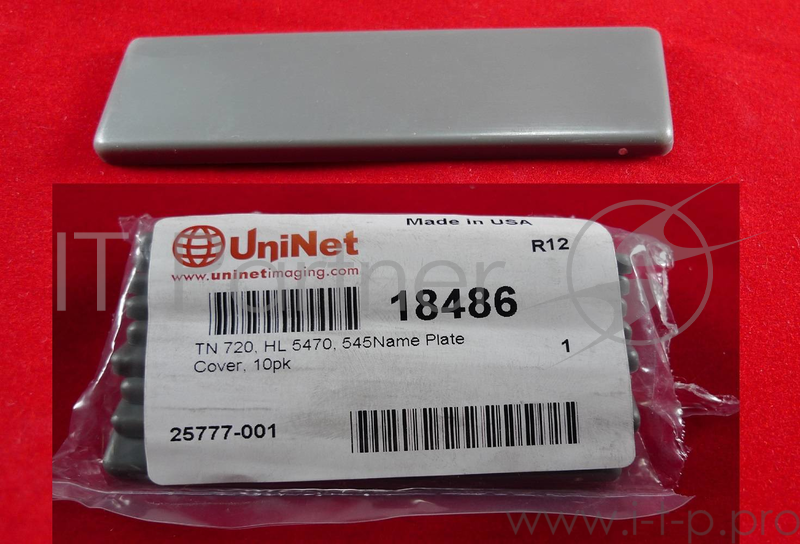 Made in USA
UniNet
R12
www.uninetimaging.com
IT Partner
18486
TN 720, HL 5470, 545Name Plate
Cover, 10pk
1
25777-001
www.i-t-p.pro